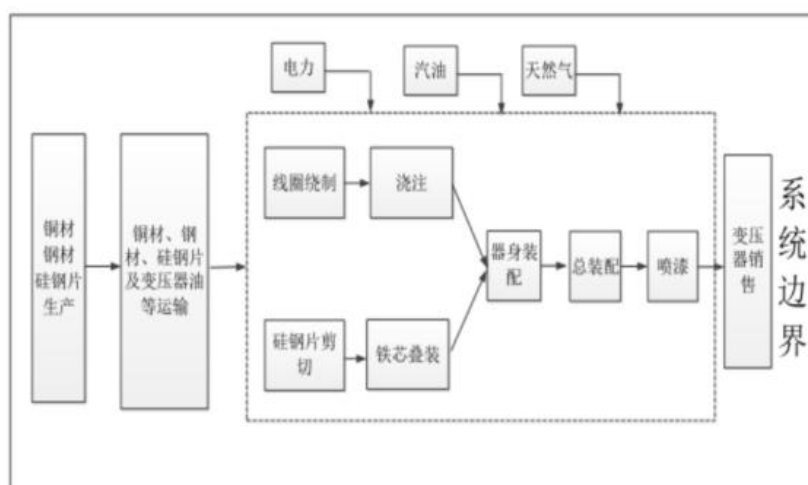 电力
汽油
天然气
铜材
钢材
硅钢片
生产
铜材、钢
材、硅钢片
及变压器油
等运输
线圈绕制
浇注
硅钢片剪
切
铁芯叠装
器身装
配
总装配
喷漆
变压
器销
售
系
统
边
界